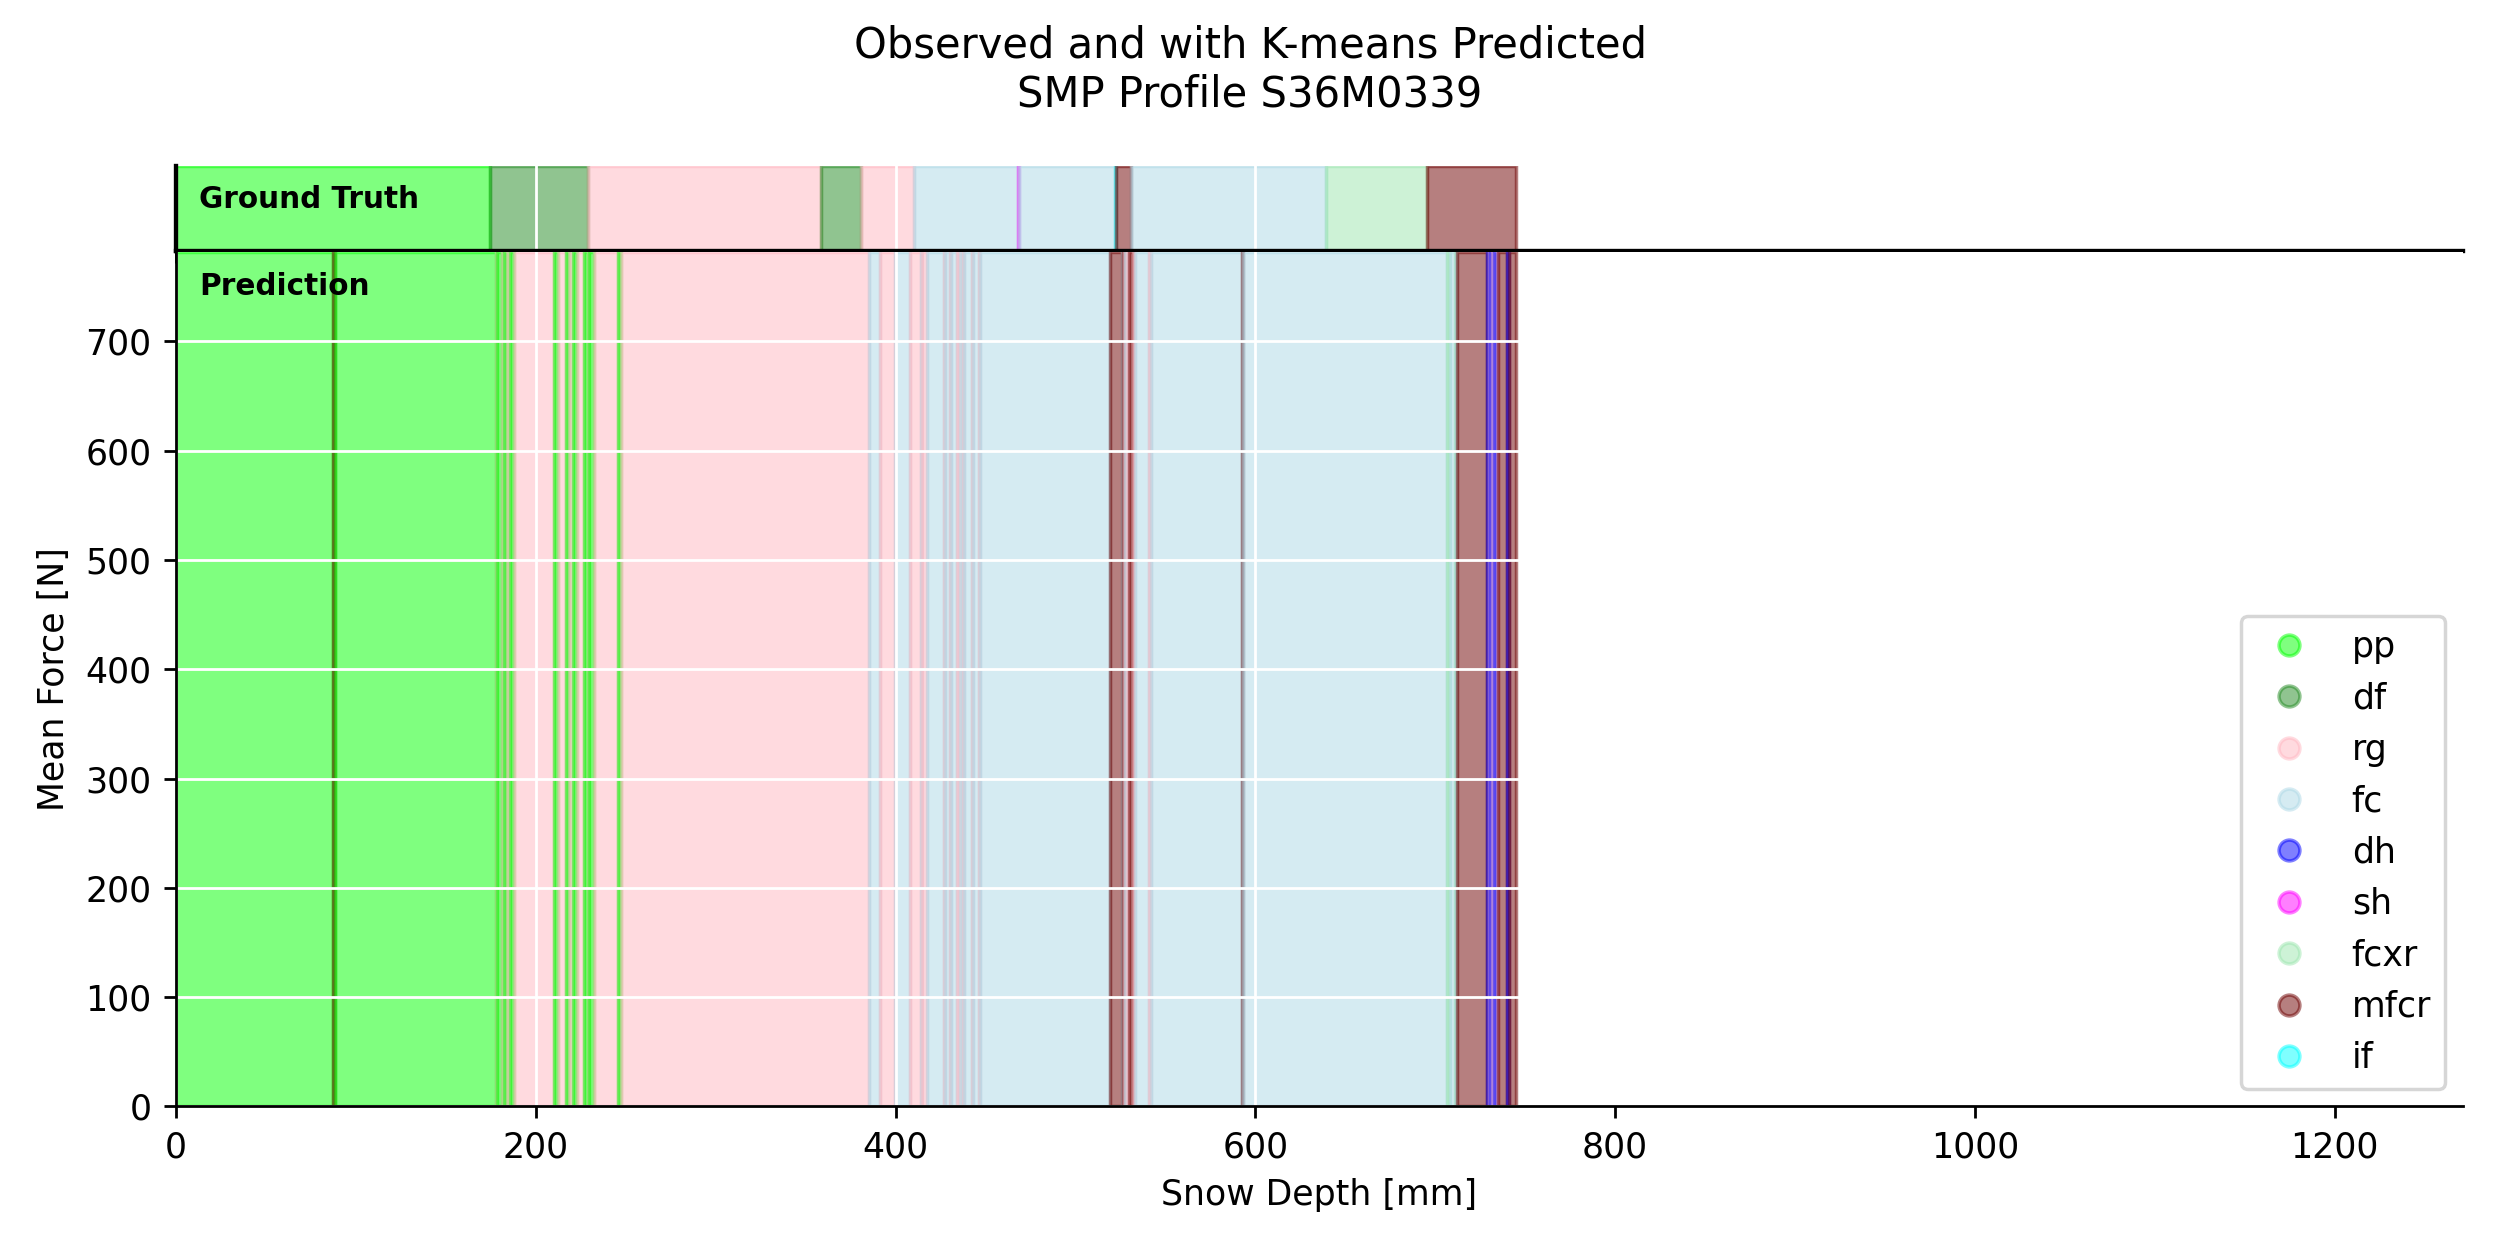 Observed and with K-means Predicted
SMP Profile S36M0339
Ground Truth
Prediction
700
600
500
400
300
200
100
0
Mean Force [N]
0 200 400 600 800 1000 1200
Snow Depth [mm]
pp
df
rg
fc
dh
sh
fcxr
mfcr
if